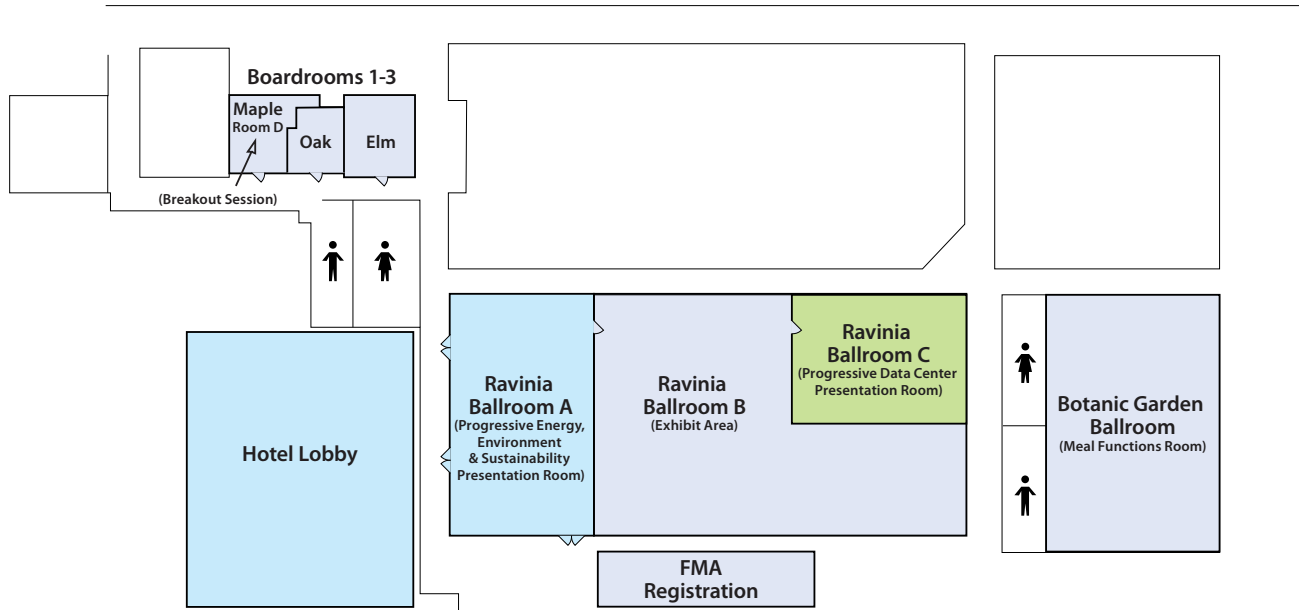 Boardrooms 1-3
Maple
Room D
Oak
Elm
(Breakout Session)
Hotel Lobby
Ravinia
Ballroom A
(Progressive Energy,
Environment
& Sustainability
Presentation Room)
Ravinia
Ballroom B
(Exhibit Area)
Ravinia
Ballroom C
(Progressive Data Center
Presentation Room)
Botanic Garden
Ballroom
(Meal Functions Room)
FMA
Registration